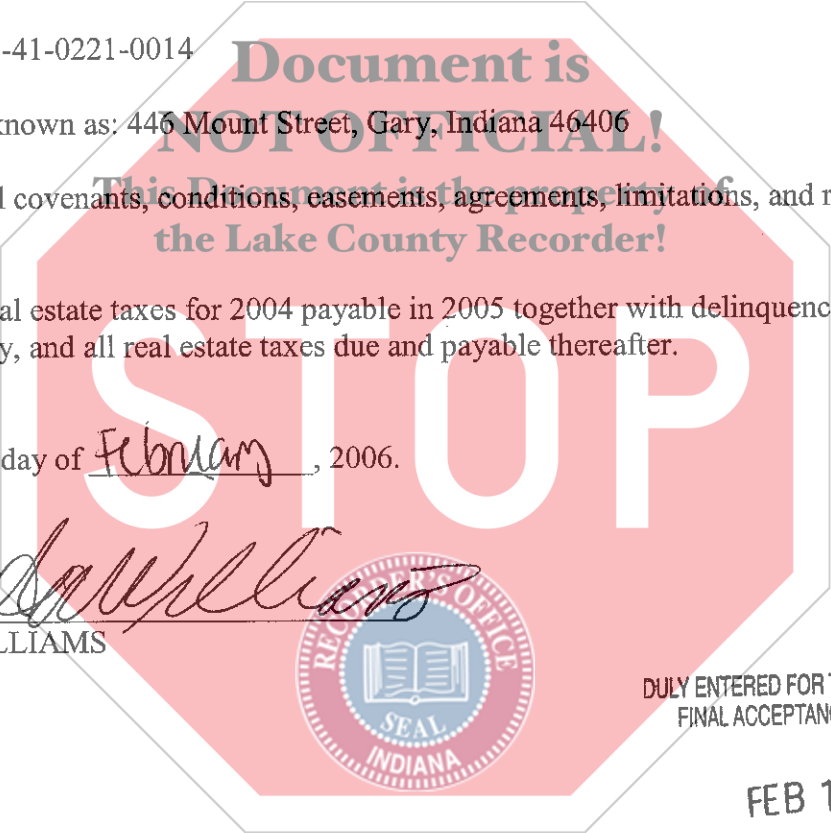 -41-0221-0014
Document is
known as: 446 Mount Street, Gary, Indiana 46406
NOT OFFICIAL!
l covenants, conditions, easements, agreements, limitations, and r
This Document is the property of
the Lake County Recorder!
al estate taxes for 2004 payable in 2005 together with delinquenc
y, and all real estate taxes due and payable thereafter.
STOP
day of February, 2006.
Williams
LLIAMS
RECORDER'S OFFICE
SEAL
INDIANA
DULY ENTERED FOR T
FINAL ACCEPTANC
FEB 1